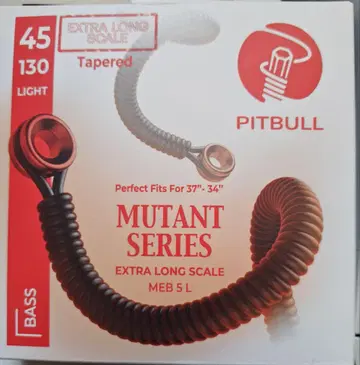 45
130
LIGHT
EXTRA LONG
SCALE
Tapered
PITBULL
Perfect Fits For 37"- 34"
MUTANT
SERIES
EXTRA LONG SCALE
MEB 5 L
BASS